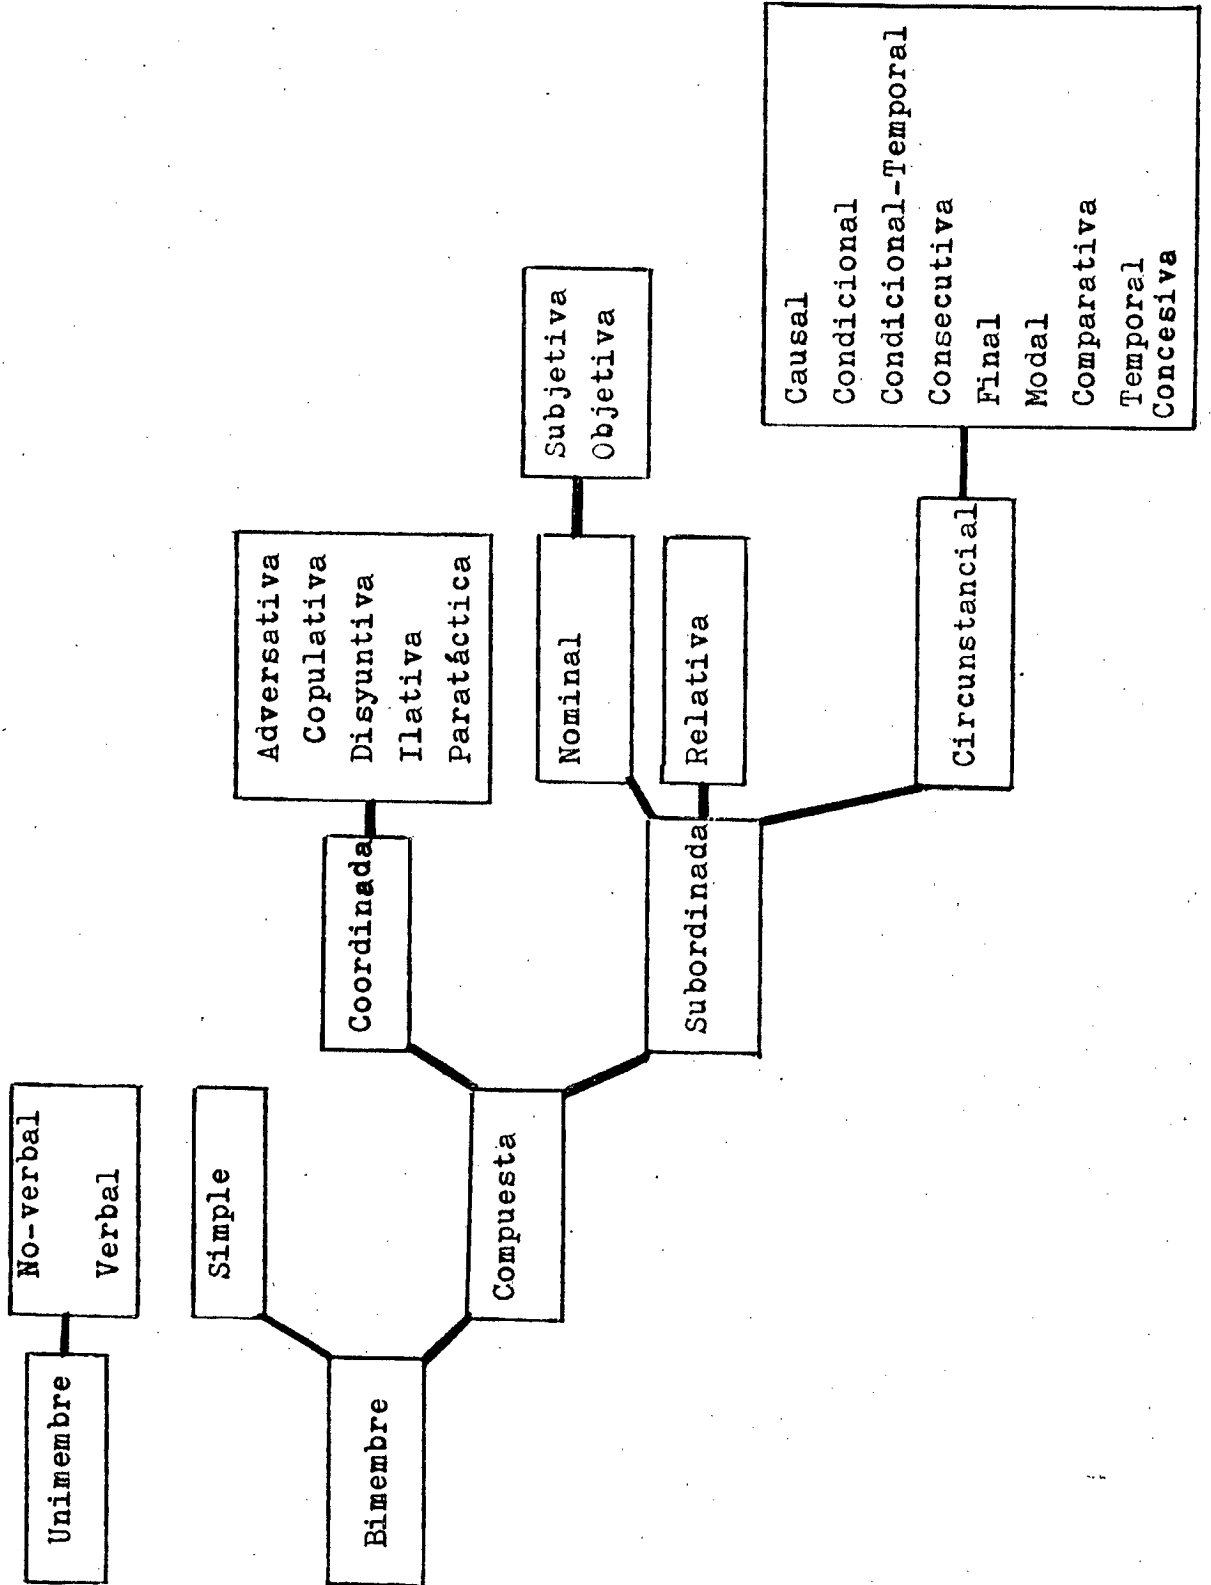 Unimembre
No-verbal
Verbal
Bimembre
Simple
Compuesta
Coordinada
Adversativa
Copulativa
Disyuntiva
Ilativa
Paratáctica
Subordinada
Nominal
Subjetiva
Objetiva
Relativa
Circunstancial
Causal
Condicional
Condicional-Temporal
Consecutiva
Final
Modal
Comparativa
Temporal
Concesiva